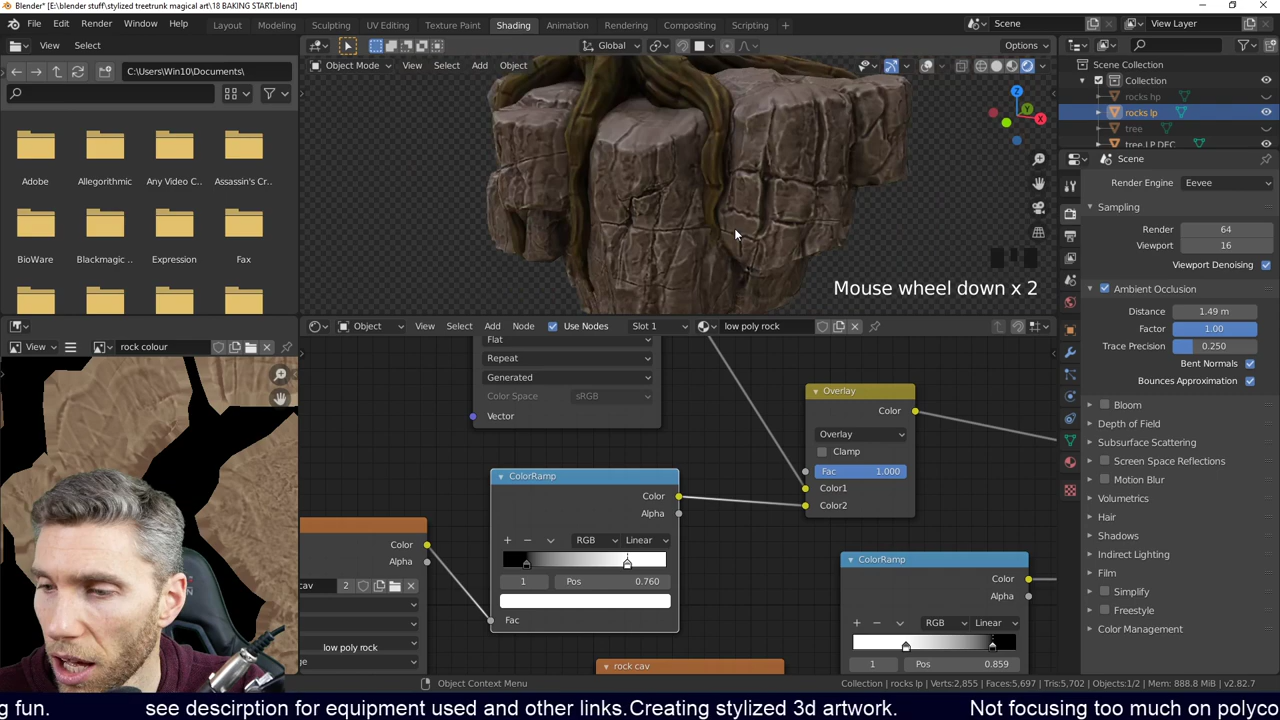 Blender* [E:\blender stuff\stylized treetrunk magical art\18 BAKING START.blend]
File Edit Render Window Help Layout Modeling Sculpting UV Editing Texture Paint Shading Animation Rendering Compositing Scripting Scene View Layer
View Select Global Options
C:\Users\Win10\Documents\ Object Mode View Select Add Object
Scene Collection
Collection
rocks hp
rocks lp
tree
tree LP DEC
Adobe Allegorithmic Any Video C.. Assassin's Cr..
BioWare Blackmagic .. Expression Fax
Mouse wheel down x 2
Scene
Render Engine Eevee
Sampling
Render 64
Viewport 16
Viewport Denoising
Ambient Occlusion
Distance 1.49 m
Factor 1.00
Trace Precision 0.250
Bent Normals
Bounces Approximation
Bloom
Depth of Field
Subsurface Scattering
Screen Space Reflections
Motion Blur
Volumetrics
Hair
Shadows
Indirect Lighting
Film
Simplify
Freestyle
Color Management
View rock colour
Object View Select Add Node Use Nodes Slot 1 low poly rock
Flat
Repeat
Generated
Color Space sRGB
Vector
Overlay
Color
Overlay
Clamp
Fac 1.000
Color1
Color2
ColorRamp
Color
Alpha
RGB Linear
1 Pos 0.760
Fac
Color
Alpha
cav 2
low poly rock
rock cav
ColorRamp
Color
Alpha
RGB Linear
1 Pos 0.859
Object Context Menu Collection | rocks lp | Verts:2,855 | Faces:5,697 | Tris:5,702 | Objects:1/2 | Mem: 888.8 MiB | v2.82.7
g fun. see descirption for equipment used and other links.Creating stylized 3d artwork. Not focusing too much on polyco